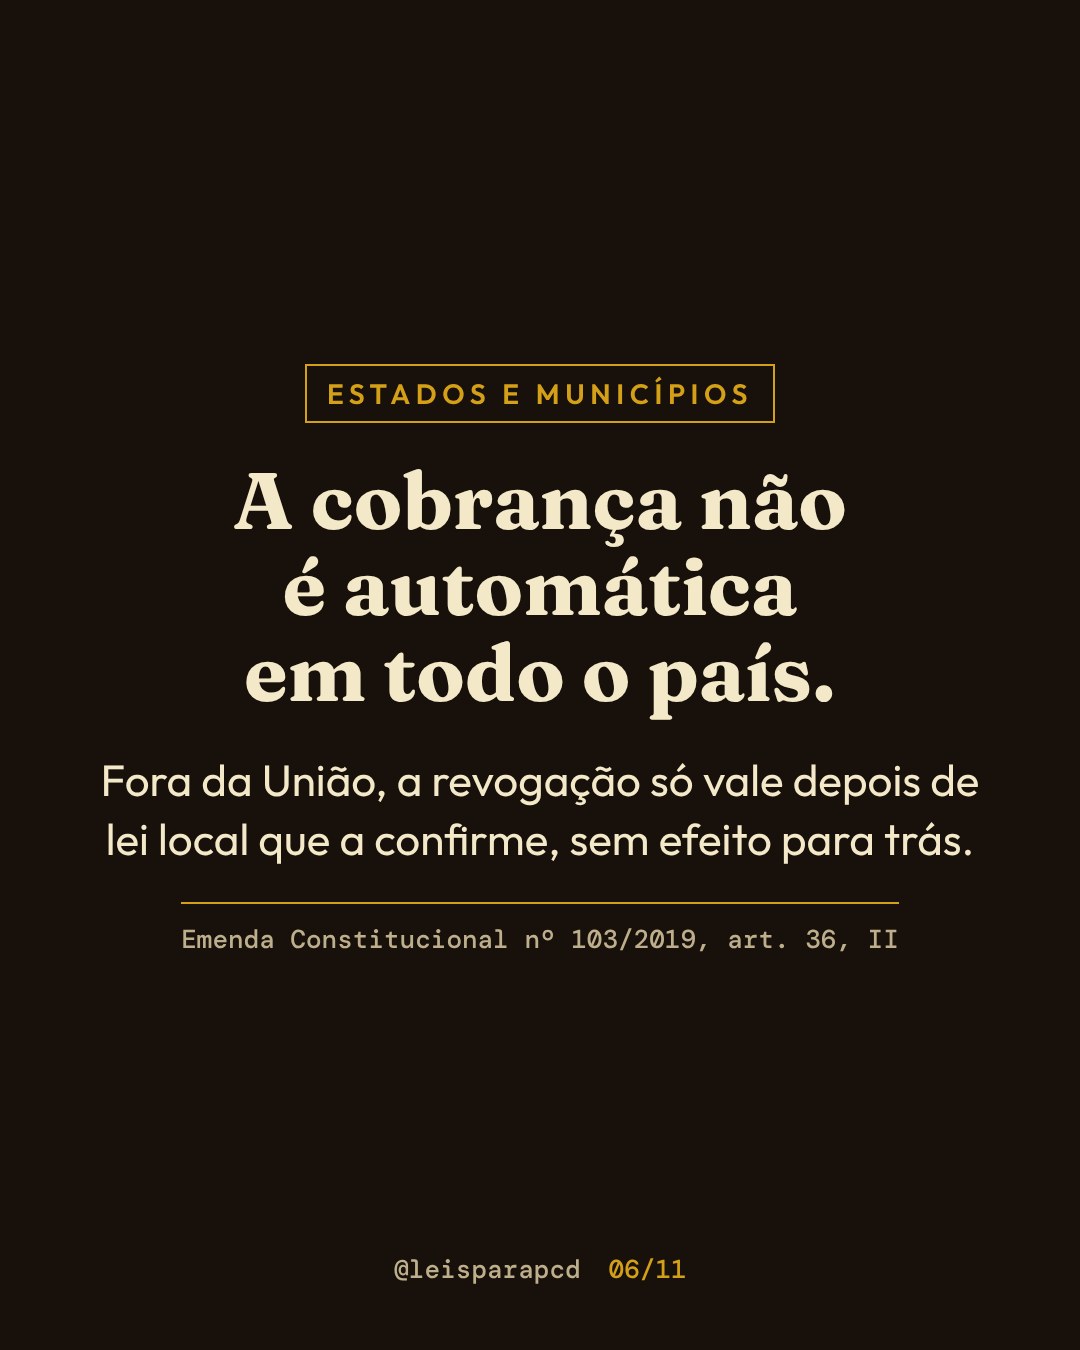 ESTADOS E MUNICÍPIOS
A cobrança não
é automática
em todo o país.
Fora da União, a revogação só vale depois de
lei local que a confirme, sem efeito para trás.
Emenda Constitucional nº 103/2019, art. 36, II
@leisparapcd 06/11